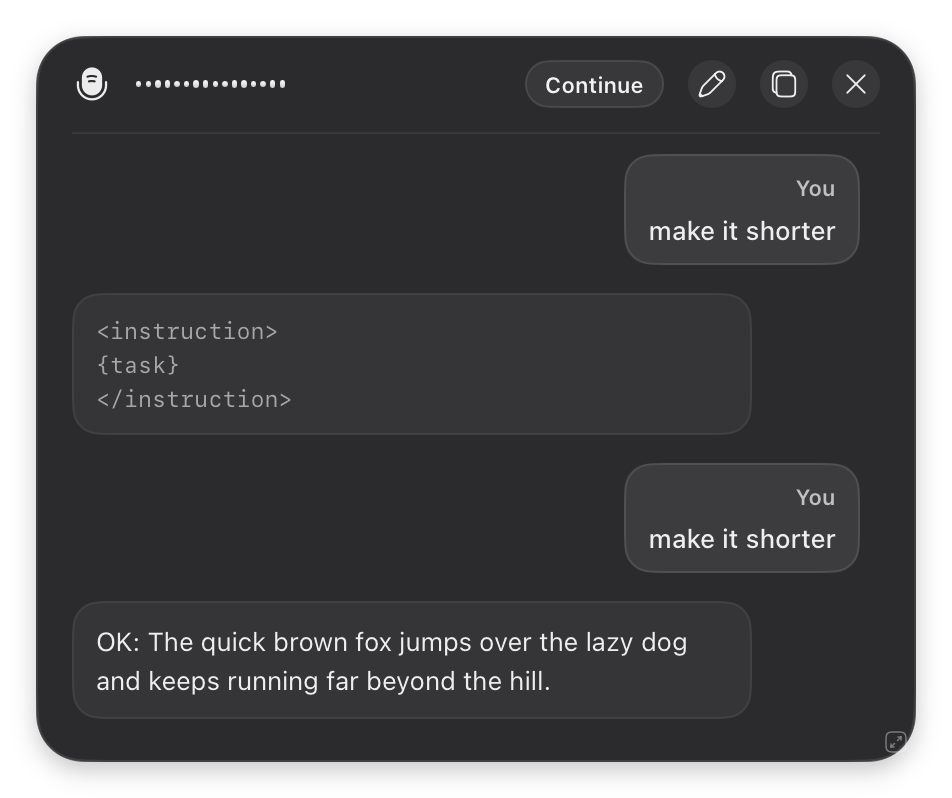 Continue
You
make it shorter
<instruction>
{task}
</instruction>
You
make it shorter
OK: The quick brown fox jumps over the lazy dog
and keeps running far beyond the hill.